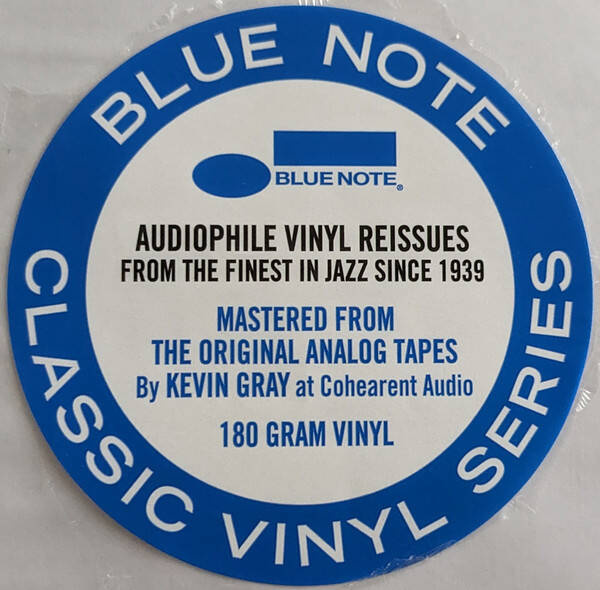 BLUE NOTE
BLUE NOTE®
AUDIOPHILE VINYL REISSUES
FROM THE FINEST IN JAZZ SINCE 1939
MASTERED FROM
THE ORIGINAL ANALOG TAPES
By KEVIN GRAY at Cohearent Audio
180 GRAM VINYL
CLASSIC VINYL SERIES